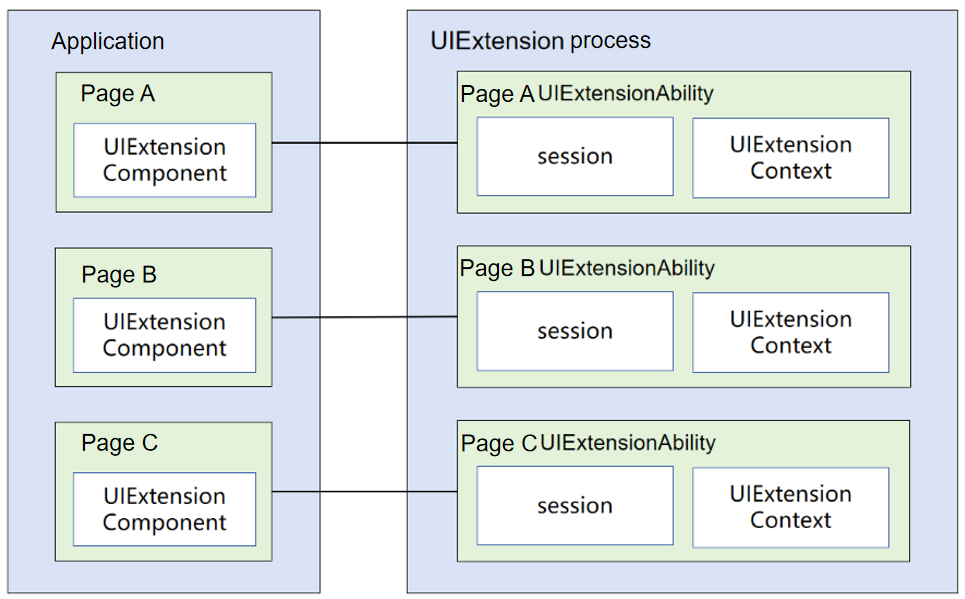 Application
Page A
UIExtension
Component
Page B
UIExtension
Component
Page C
UIExtension
Component
UIExtension process
Page A UIExtensionAbility
session
UIExtension
Context
Page B UIExtensionAbility
session
UIExtension
Context
Page C UIExtensionAbility
session
UIExtension
Context